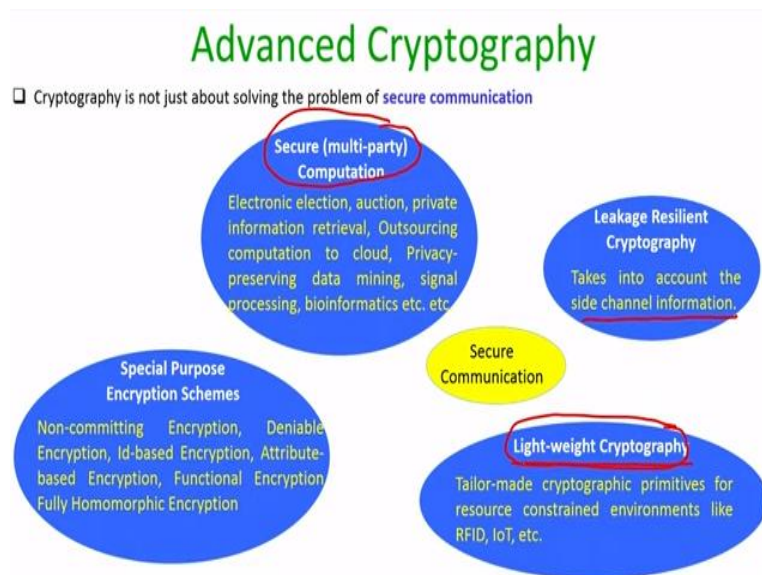 Advanced Cryptography
Cryptography is not just about solving the problem of secure communication
Secure (multi-party)
Computation
Electronic election, auction, private
information retrieval, Outsourcing
computation to cloud, Privacy-
preserving data mining, signal
processing, bioinformatics etc. etc
Leakage Resilient
Cryptography
Takes into account the
side channel information.
Secure
Communication
Special Purpose
Encryption Schemes
Non-committing Encryption, Deniable
Encryption, Id-based Encryption, Attribute-
based Encryption, Functional Encryption
Fully Homomorphic Encryption
Light-weight Cryptography
Tailor-made cryptographic primitives for
resource constrained environments like
RFID, IoT, etc.